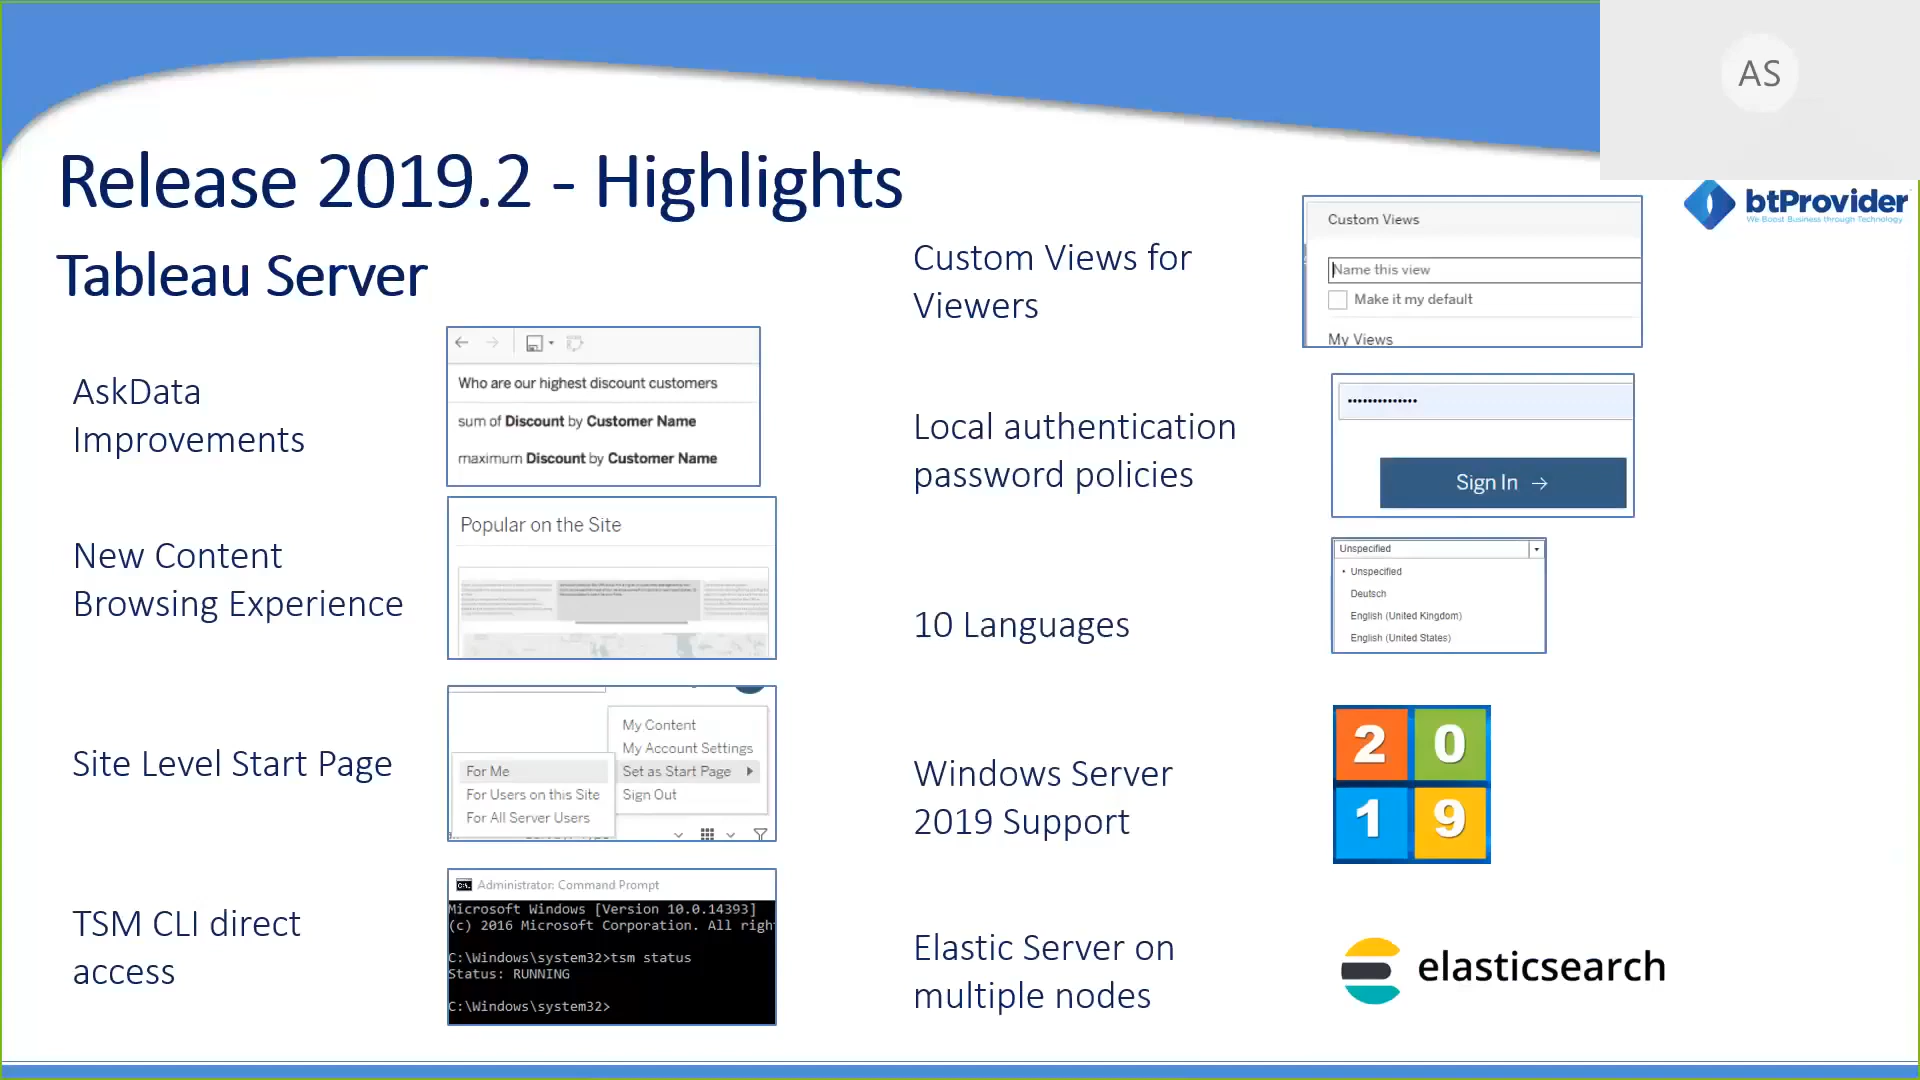 AS
btProvider
We Boost Business through Technology
Release 2019.2 - Highlights
Tableau Server
AskData
Improvements
Who are our highest discount customers
sum of Discount by Customer Name
maximum Discount by Customer Name
New Content
Browsing Experience
Popular on the Site
Site Level Start Page
My Content
My Account Settings
Set as Start Page
Sign Out
For Me
For Users on this Site
For All Server Users
TSM CLI direct
access
Administrator: Command Prompt
Microsoft Windows [Version 10.0.14393]
(c) 2016 Microsoft Corporation. All righ
C:\Windows\system32>tsm status
Status: RUNNING
C:\Windows\system32>
Custom Views for
Viewers
Custom Views
Name this view
Make it my default
My Views
Local authentication
password policies
••••••••••••••
Sign In →
10 Languages
Unspecified
• Unspecified
Deutsch
English (United Kingdom)
English (United States)
Windows Server
2019 Support
2 0
1 9
Elastic Server on
multiple nodes
elasticsearch